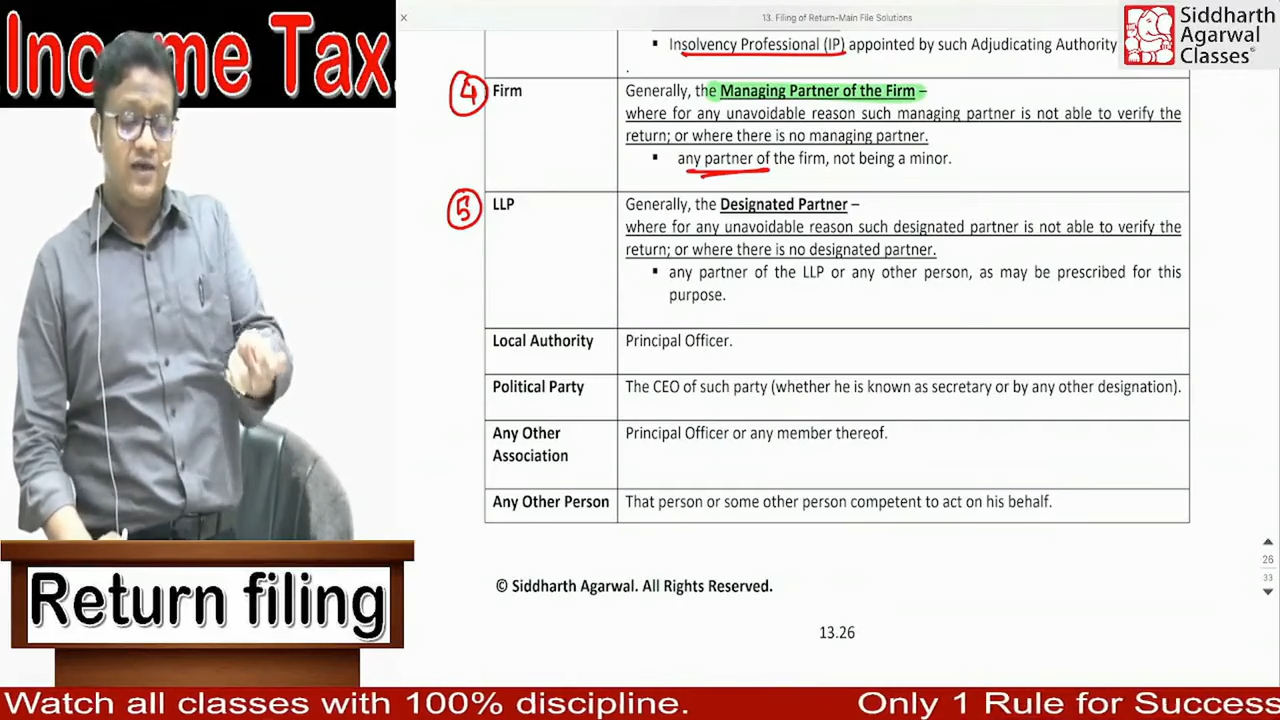 Income Tax.
13. Filing of Return-Main File Solutions
Siddharth
Agarwal
Classes
▪ Insolvency Professional (IP) appointed by such Adjudicating Authority
.
4
Firm
Generally, the Managing Partner of the Firm –
where for any unavoidable reason such managing partner is not able to verify the
return; or where there is no managing partner.
▪ any partner of the firm, not being a minor.
5
LLP
Generally, the Designated Partner –
where for any unavoidable reason such designated partner is not able to verify the
return; or where there is no designated partner.
▪ any partner of the LLP or any other person, as may be prescribed for this
purpose.
Local Authority
Principal Officer.
Political Party
The CEO of such party (whether he is known as secretary or by any other designation).
Any Other
Association
Principal Officer or any member thereof.
Any Other Person
That person or some other person competent to act on his behalf.
26
33
© Siddharth Agarwal. All Rights Reserved.
13.26
Return filing
Watch all classes with 100% discipline.
Only 1 Rule for Success